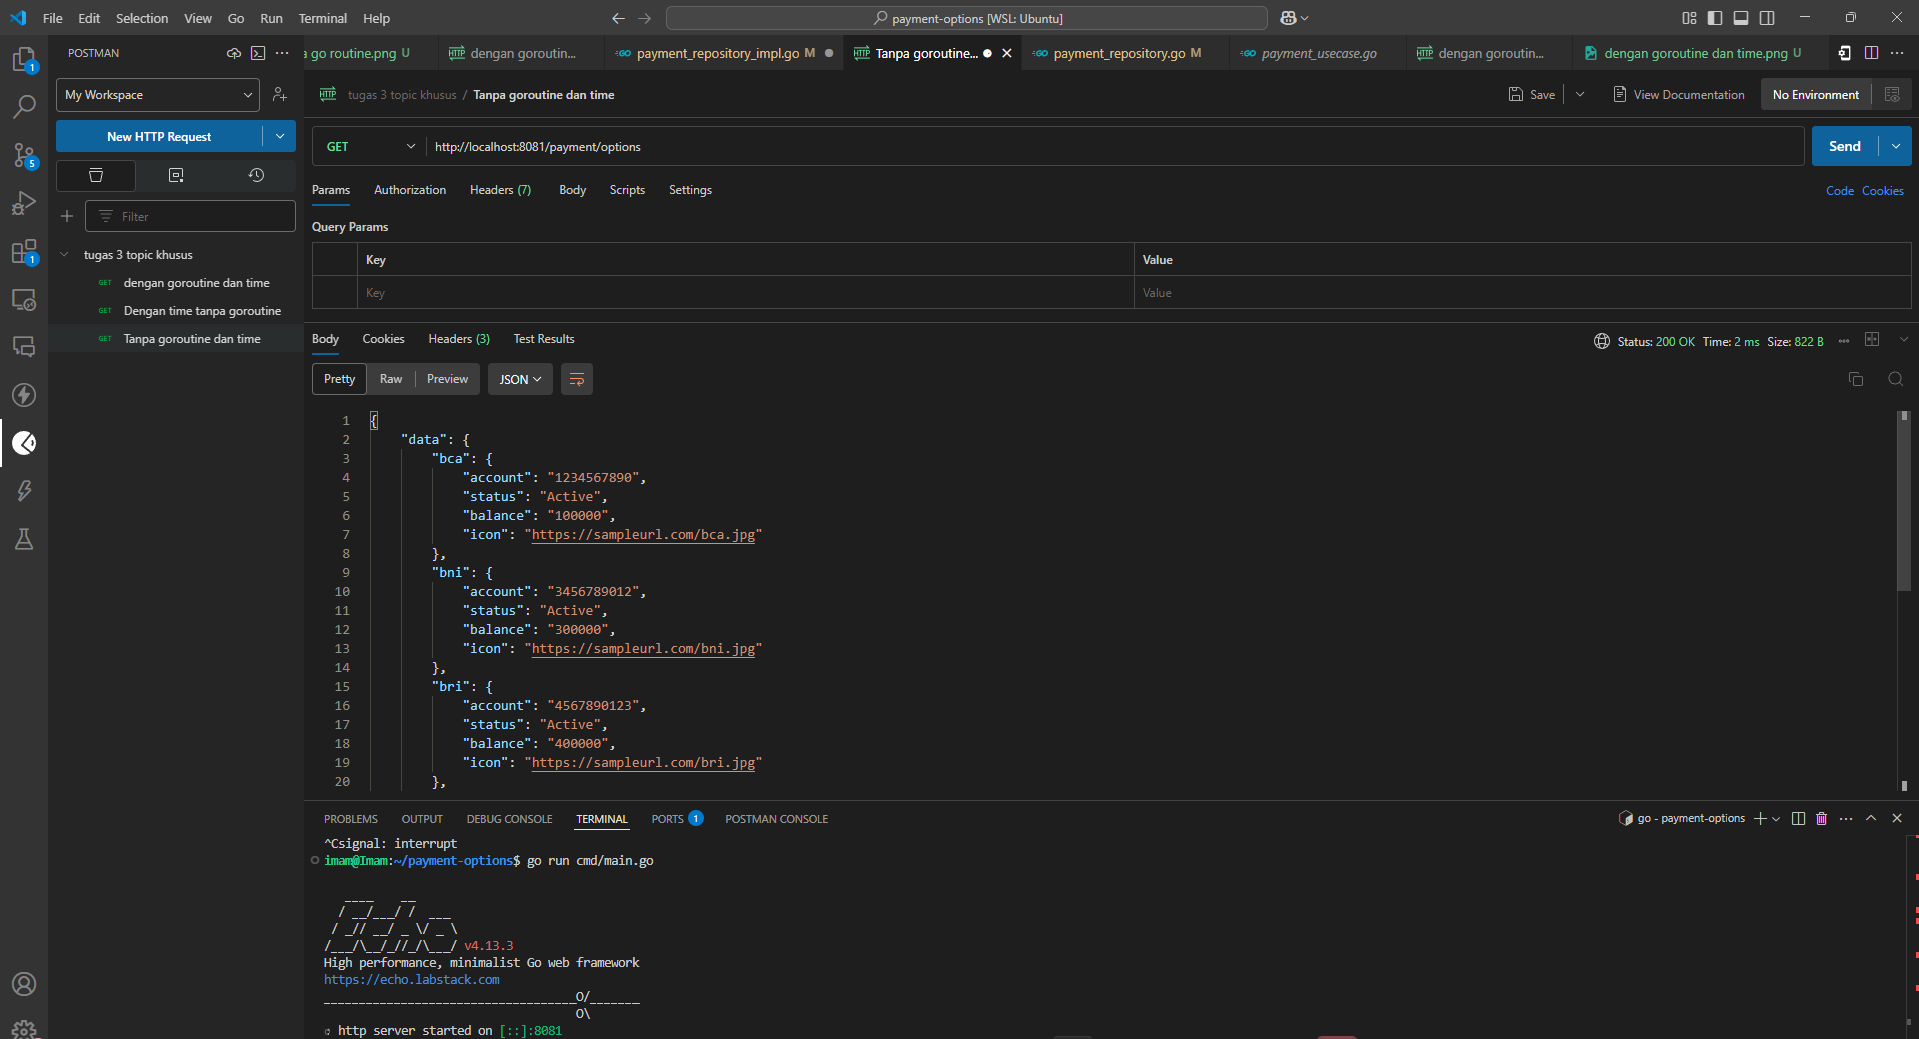 File Edit Selection View Go Run Terminal Help
payment-options [WSL: Ubuntu]
POSTMAN
a go routine.png U
dengan goroutin...
payment_repository_impl.go M
Tanpa goroutine...
payment_repository.go M
payment_usecase.go
dengan goroutin...
dengan goroutine dan time.png U
My Workspace
New HTTP Request
Filter
tugas 3 topic khusus
GET dengan goroutine dan time
GET Dengan time tanpa goroutine
GET Tanpa goroutine dan time
1
5
1
HTTP tugas 3 topic khusus / Tanpa goroutine dan time
Save
View Documentation
No Environment
GET
http://localhost:8081/payment/options
Send
Params Authorization Headers (7) Body Scripts Settings
Code Cookies
Query Params
Key Value
Key Value
Body Cookies Headers (3) Test Results
Status: 200 OK Time: 2 ms Size: 822 B
Pretty Raw Preview JSON
1 {
2 "data": {
3 "bca": {
4 "account": "1234567890",
5 "status": "Active",
6 "balance": "100000",
7 "icon": "https://sampleurl.com/bca.jpg"
8 },
9 "bni": {
10 "account": "3456789012",
11 "status": "Active",
12 "balance": "300000",
13 "icon": "https://sampleurl.com/bni.jpg"
14 },
15 "bri": {
16 "account": "4567890123",
17 "status": "Active",
18 "balance": "400000",
19 "icon": "https://sampleurl.com/bri.jpg"
20 },
PROBLEMS OUTPUT DEBUG CONSOLE TERMINAL PORTS 1 POSTMAN CONSOLE
go - payment-options
^Csignal: interrupt
imam@Imam:~/payment-options$ go run cmd/main.go
   ____    __
  / __/___/ /  ___
 / _// __/ _ \/ _ \
/___/\__/_//_/\___/ v4.13.3
High performance, minimalist Go web framework
https://echo.labstack.com
____________________________________O/_______
                                    O\
⇨ http server started on [::]:8081